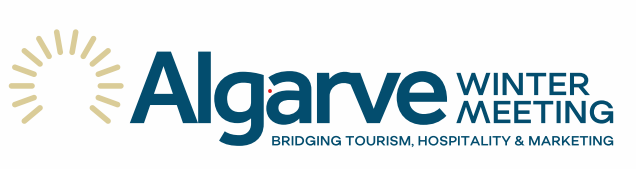 Algarve
WINTER
MEETING
BRIDGING TOURISM, HOSPITALITY & MARKETING